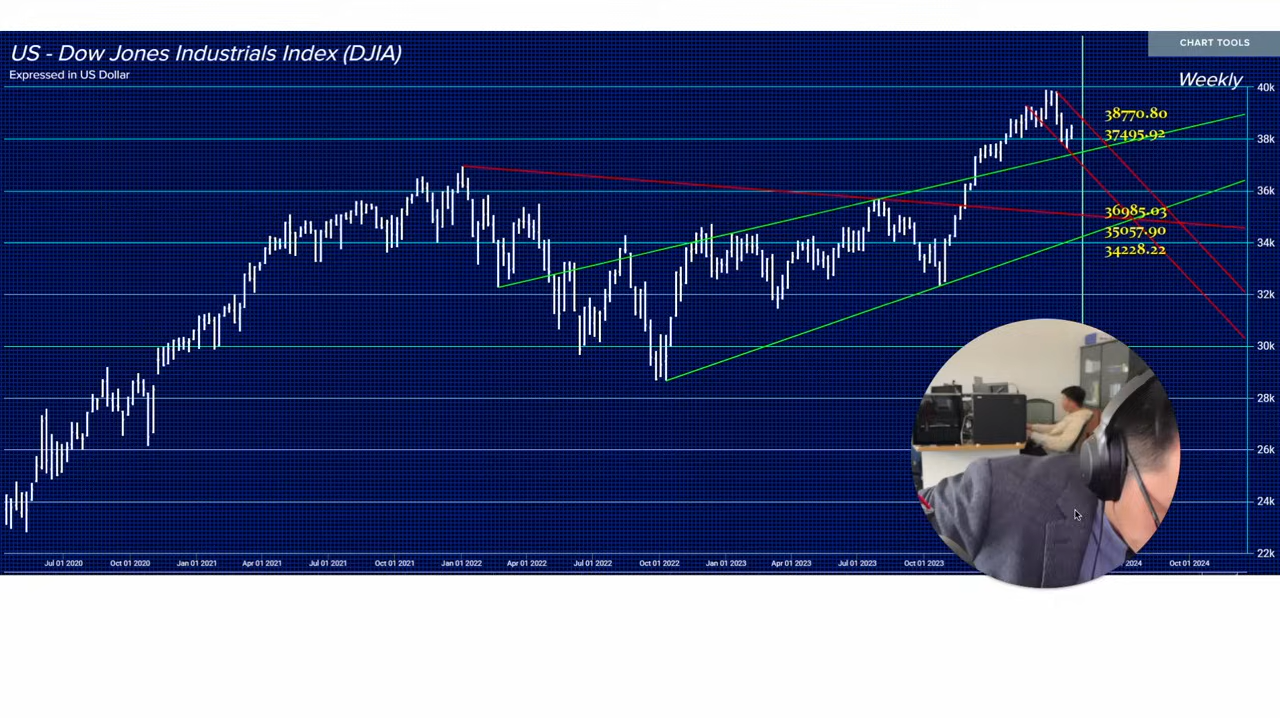 US - Dow Jones Industrials Index (DJIA)
CHART TOOLS
Expressed in US Dollar
Weekly
40k
38770.80
37495.92
38k
36k
36985.03
35057.90
34k
34228.22
32k
30k
28k
26k
24k
22k
Jul 01 2020 Oct 01 2020 Jan 01 2021 Apr 01 2021 Jul 01 2021 Oct 01 2021 Jan 01 2022 Apr 01 2022 Jul 01 2022 Oct 01 2022 Jan 01 2023 Apr 01 2023 Jul 01 2023 Oct 01 2023 2024 Oct 01 2024